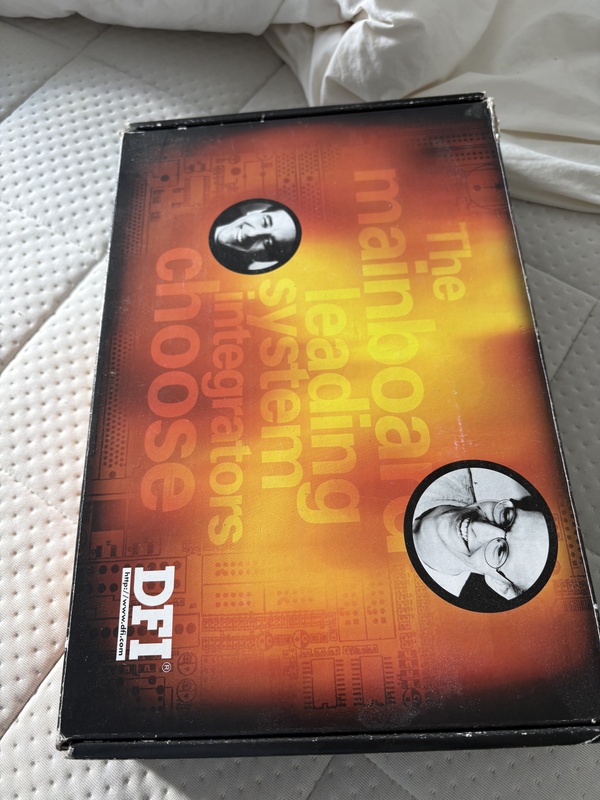 The
mainboard
leading
system
integrators
choose
DFI®
http://www.dfi.com